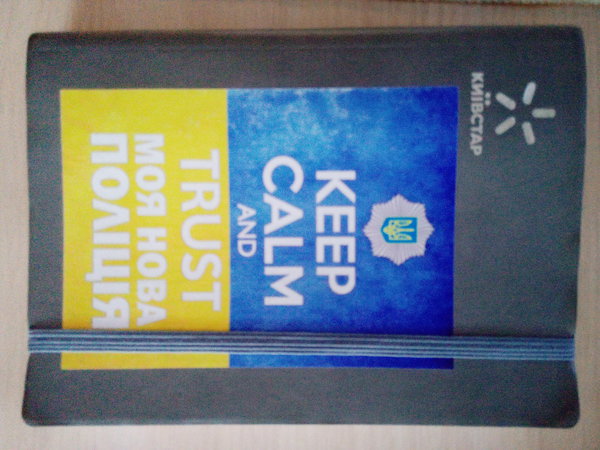 КИЇВСТАР
KEEP
CALM
AND
TRUST
МОЯ НОВА
ПОЛІЦІЯ